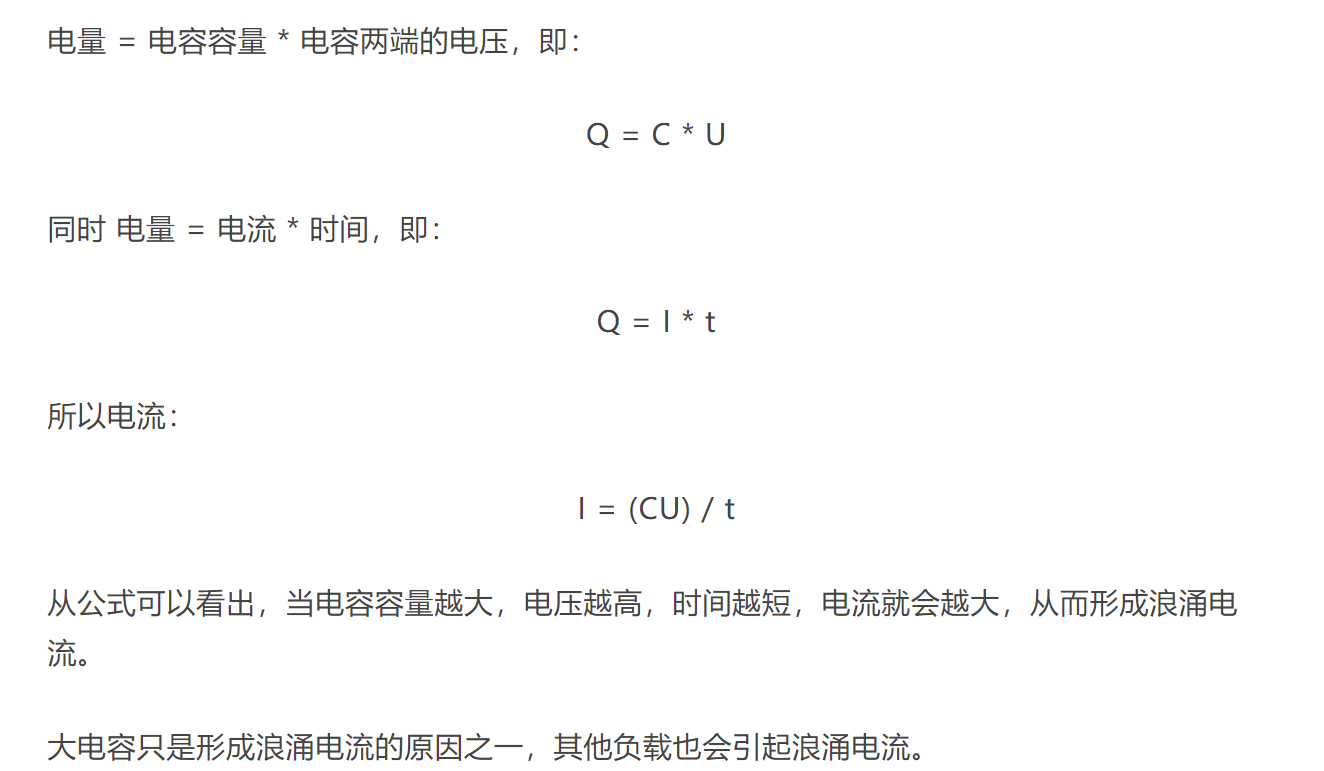 电量 = 电容容量 * 电容两端的电压，即：
Q = C * U
同时 电量 = 电流 * 时间，即：
Q = I * t
所以电流：
I = (CU) / t
从公式可以看出，当电容容量越大，电压越高，时间越短，电流就会越大，从而形成浪涌电
流。
大电容只是形成浪涌电流的原因之一，其他负载也会引起浪涌电流。